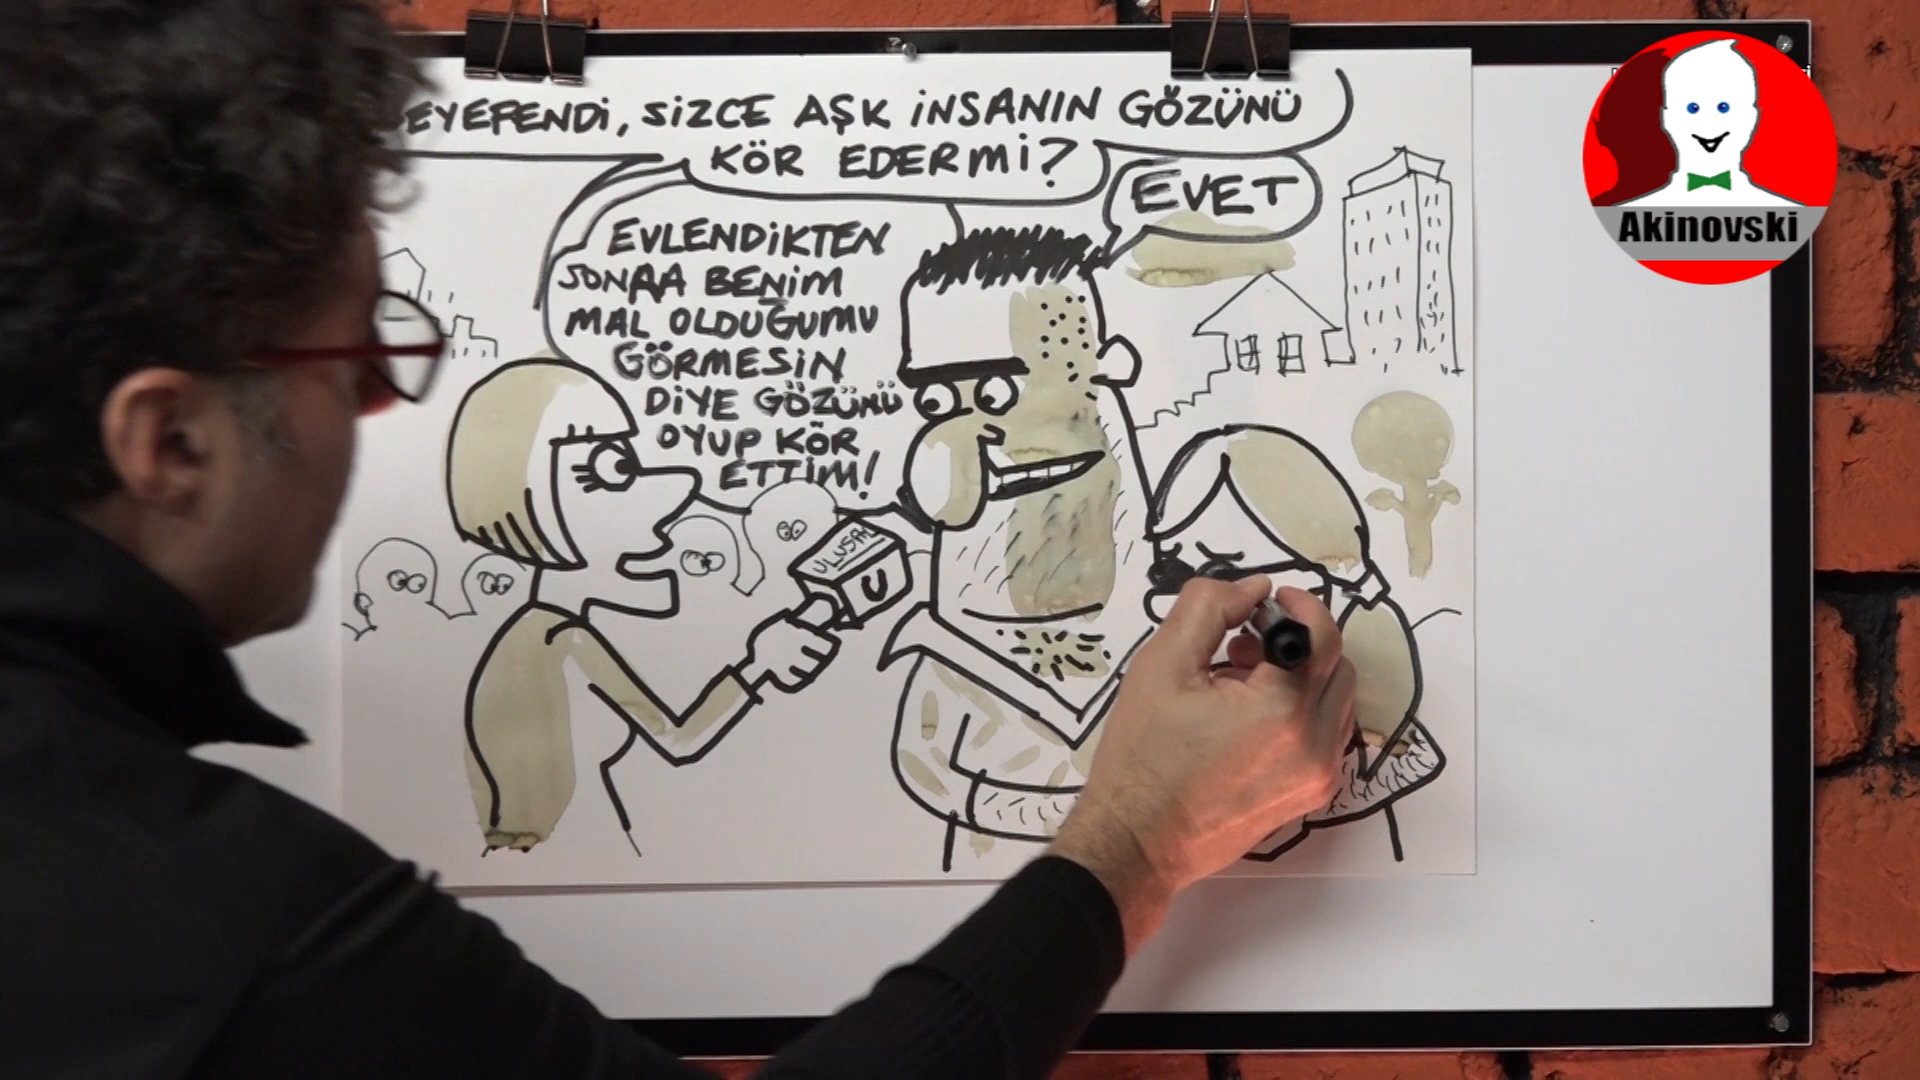 EYEFENDİ, SİZCE AŞK İNSANIN GÖZÜNÜ
KÖR EDERMİ?
EVET
EVLENDİKTEN
SONRA BENİM
MAL OLDUĞUMU
GÖRMESİN
DİYE GÖZÜNÜ
OYUP KÖR
ETTİM!
ULUSAL
U
Akinovski